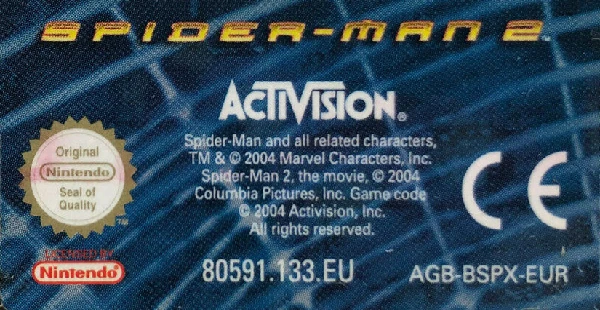 SPIDER-MAN 2™
ACTIVISION®
Spider-Man and all related characters,
TM & © 2004 Marvel Characters, Inc.
Spider-Man 2, the movie, © 2004
Columbia Pictures, Inc. Game code
© 2004 Activision, Inc.
All rights reserved.
Original
Nintendo
Seal of
Quality
TM
CE
LICENSED BY
Nintendo®
80591.133.EU
AGB-BSPX-EUR